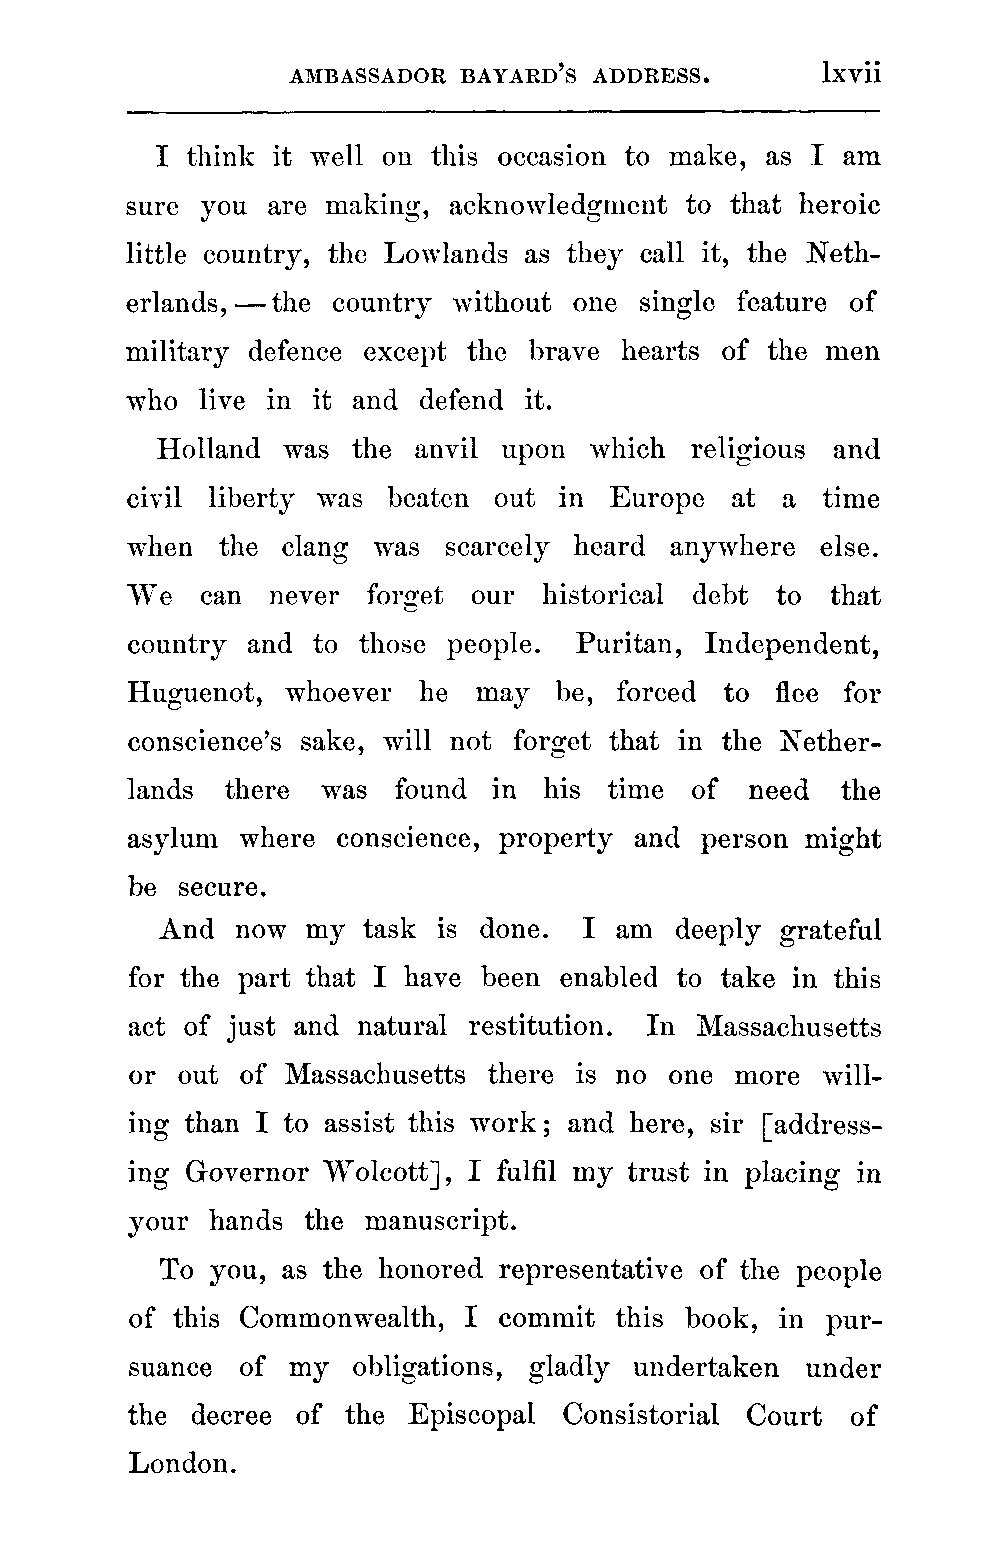 AMBASSADOR BAYARD'S ADDRESS. lxvii
I think it well on this occasion to make, as I am
sure you are making, acknowledgment to that heroic
little country, the Lowlands as they call it, the Neth-
erlands, — the country without one single feature of
military defence except the brave hearts of the men
who live in it and defend it.
Holland was the anvil upon which religious and
civil liberty was beaten out in Europe at a time
when the clang was scarcely heard anywhere else.
We can never forget our historical debt to that
country and to those people. Puritan, Independent,
Huguenot, whoever he may be, forced to flee for
conscience's sake, will not forget that in the Nether-
lands there was found in his time of need the
asylum where conscience, property and person might
be secure.
And now my task is done. I am deeply grateful
for the part that I have been enabled to take in this
act of just and natural restitution. In Massachusetts
or out of Massachusetts there is no one more will-
ing than I to assist this work; and here, sir [address-
ing Governor Wolcott], I fulfil my trust in placing in
your hands the manuscript.
To you, as the honored representative of the people
of this Commonwealth, I commit this book, in pur-
suance of my obligations, gladly undertaken under
the decree of the Episcopal Consistorial Court of
London.